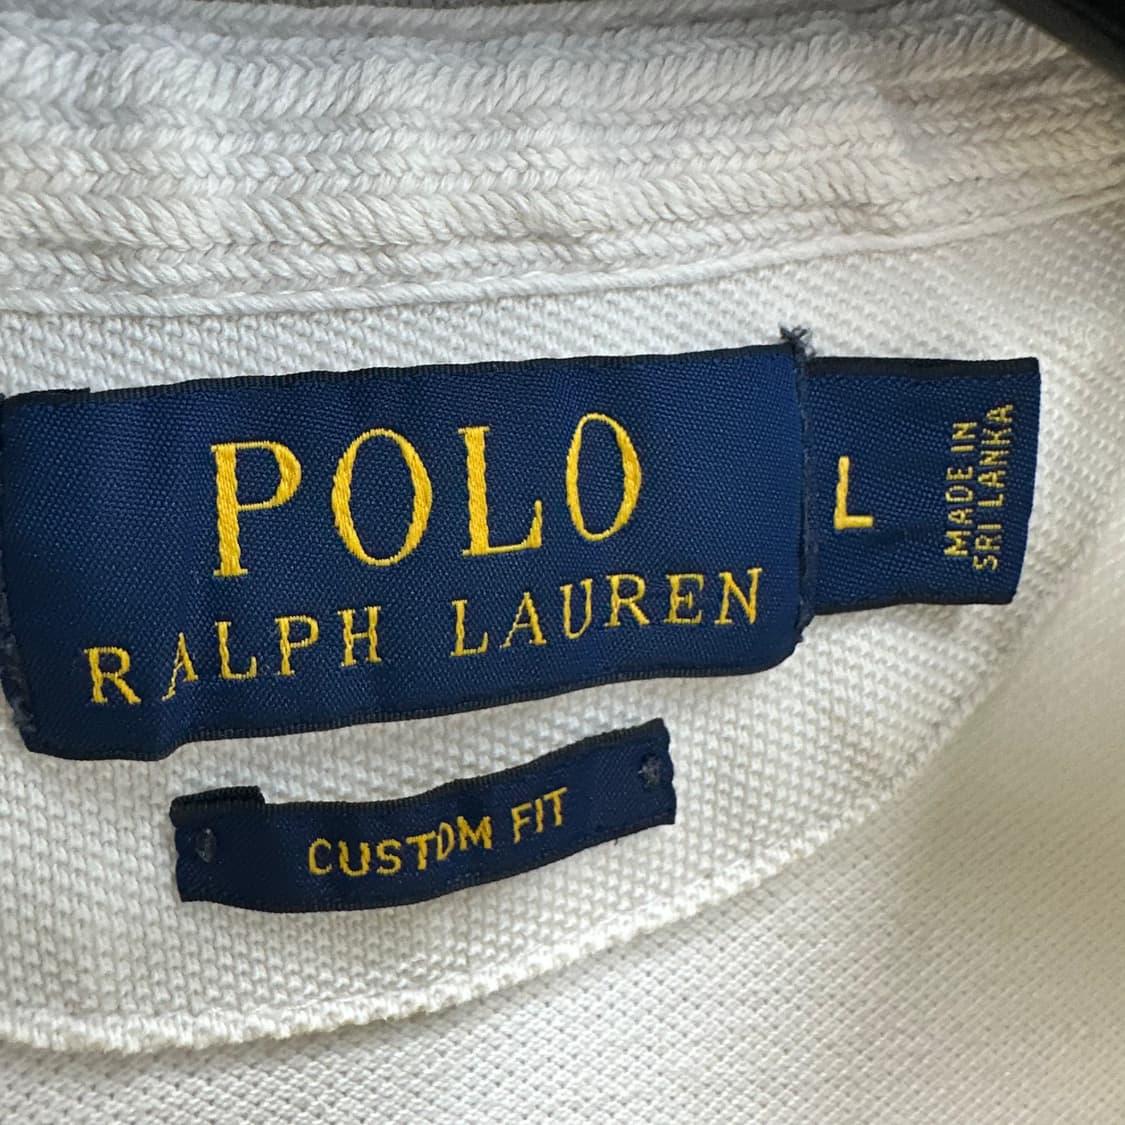 POLO
RALPH LAUREN
L
MADE IN
SRI LANKA
CUSTOM FIT